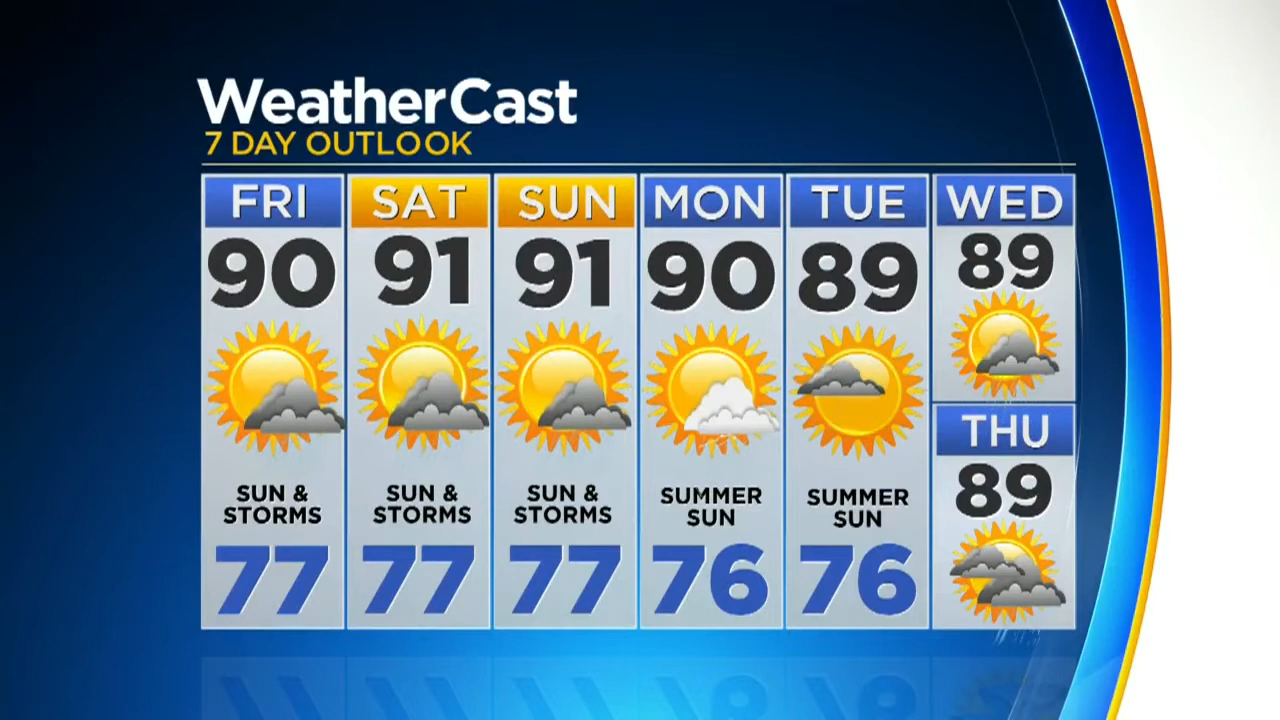 WeatherCast
7 DAY OUTLOOK
FRI
90
SUN &
STORMS
77
SAT
91
SUN &
STORMS
77
SUN
91
SUN &
STORMS
77
MON
90
SUMMER
SUN
76
TUE
89
SUMMER
SUN
76
WED
89
THU
89